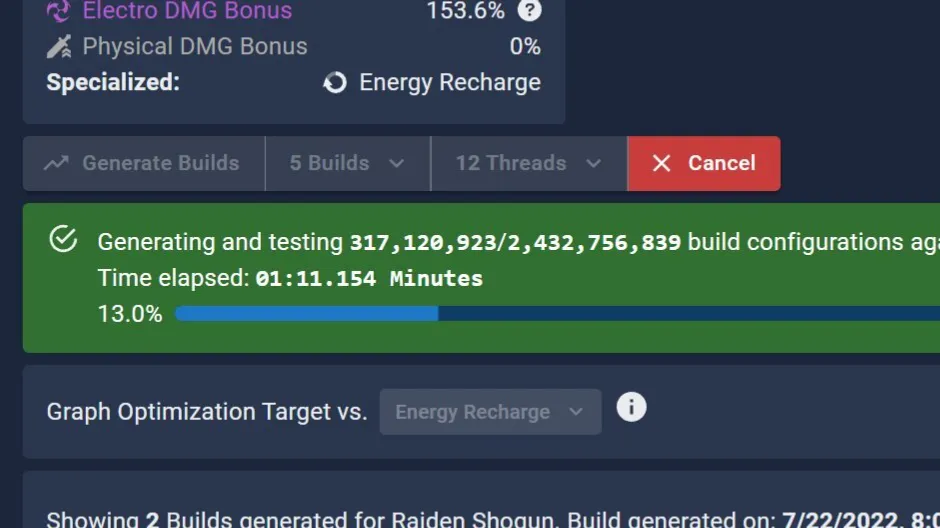 Electro DMG Bonus 153.6% ?
Physical DMG Bonus 0%
Specialized: Energy Recharge
Generate Builds 5 Builds 12 Threads Cancel
Generating and testing 317,120,923/2,432,756,839 build configurations aga
Time elapsed: 01:11.154 Minutes
13.0%
Graph Optimization Target vs. Energy Recharge i
Showing 2 Builds generated for Raiden Shogun. Build generated on: 7/22/2022, 8:0